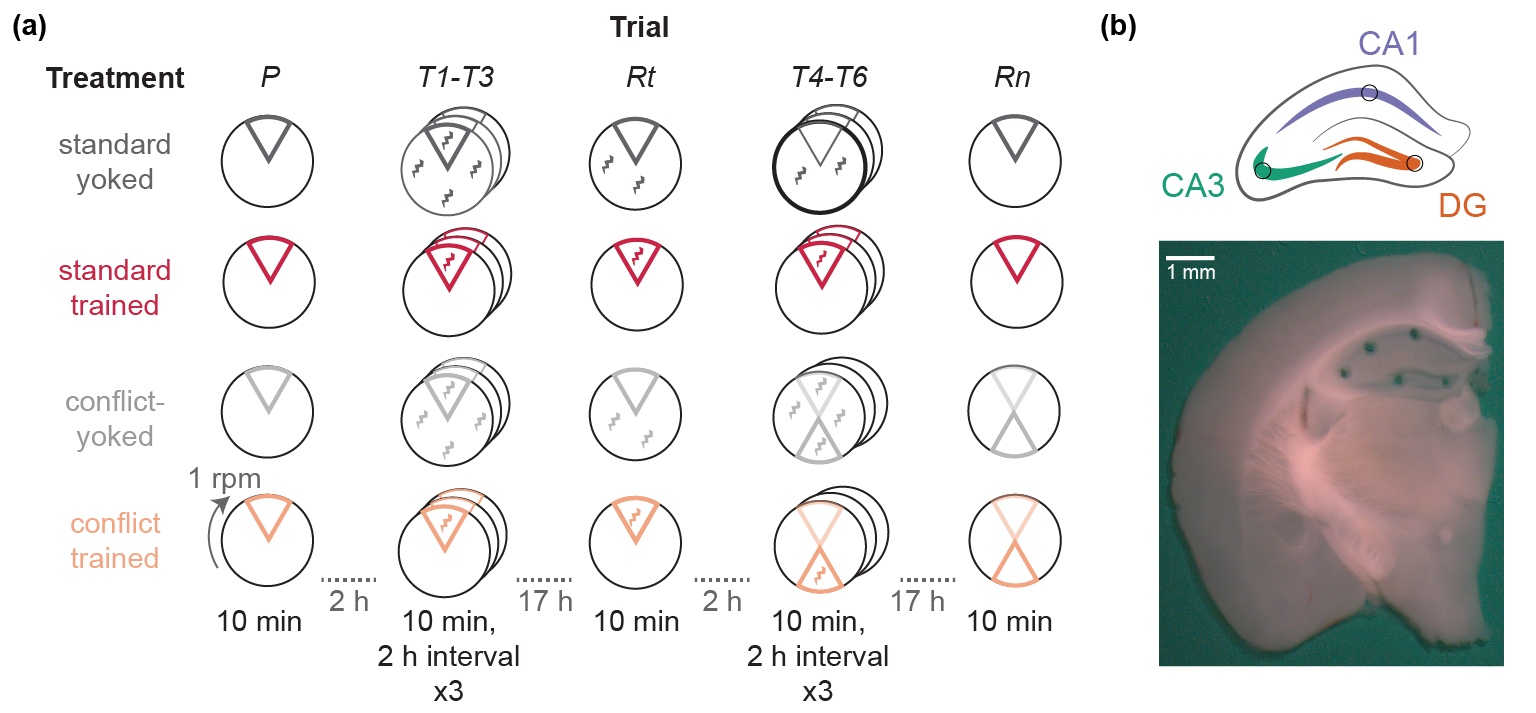 (a)
Trial
Treatment P T1-T3 Rt T4-T6 Rn
standard
yoked
standard
trained
conflict-
yoked
1 rpm
conflict
trained
2 h 17 h 2 h 17 h
10 min 10 min, 10 min 10 min, 10 min
2 h interval 2 h interval
x3 x3
(b)
CA1
CA3
DG
1 mm